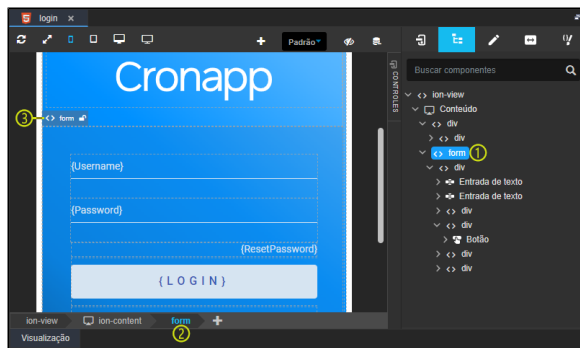 login ×
Padrão
Cronapp
CONTROLES
Buscar componentes
③ <> form
{Username}
{Password}
{ResetPassword}
{LOGIN}
<> ion-view
Conteúdo
<> div
<> div
<> form ①
<> div
Entrada de texto
Entrada de texto
<> div
<> div
Botão
<> div
<> div
ion-view
ion-content
form
②
Visualização